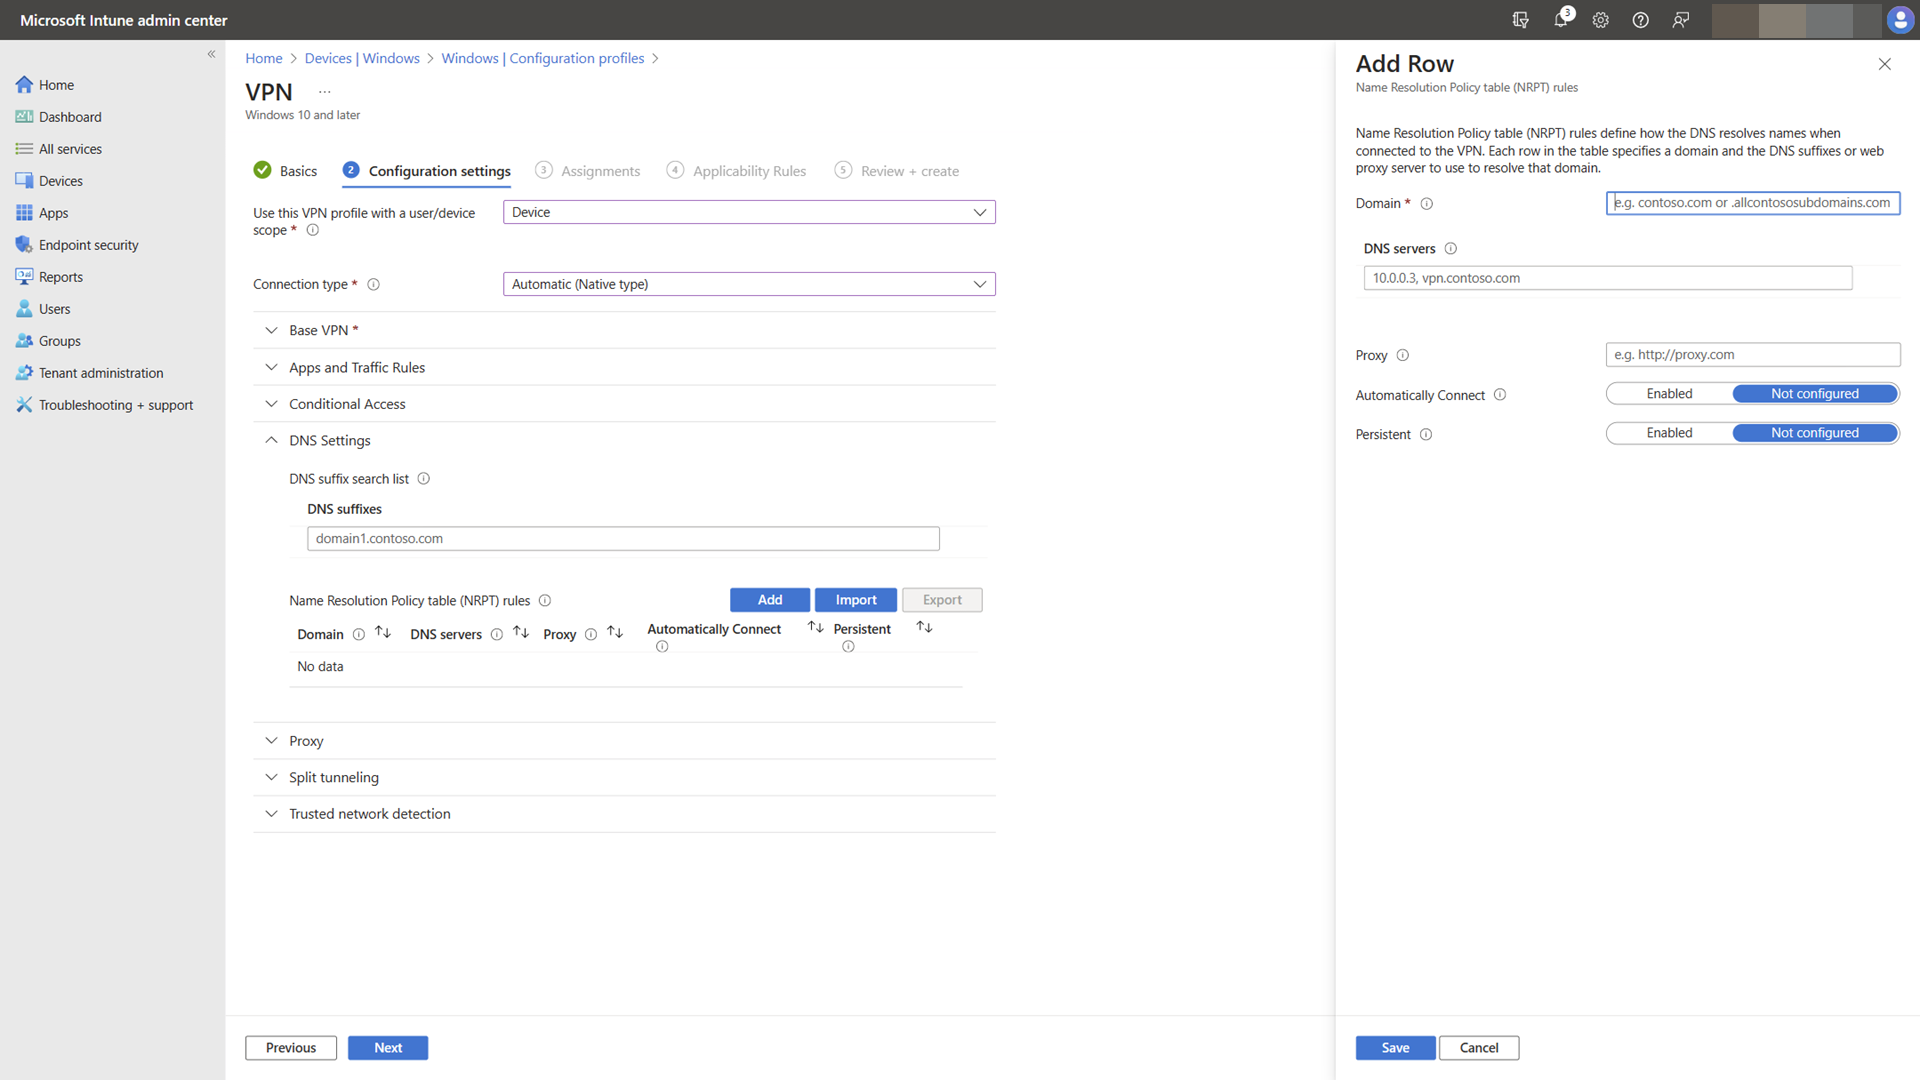 Microsoft Intune admin center
3
Home
Dashboard
All services
Devices
Apps
Endpoint security
Reports
Users
Groups
Tenant administration
Troubleshooting + support
Home > Devices | Windows > Windows | Configuration profiles >
VPN ...
Windows 10 and later
Basics
2 Configuration settings
3 Assignments
4 Applicability Rules
5 Review + create
Use this VPN profile with a user/device
scope *
Device
Connection type *
Automatic (Native type)
Base VPN *
Apps and Traffic Rules
Conditional Access
DNS Settings
DNS suffix search list
DNS suffixes
domain1.contoso.com
Name Resolution Policy table (NRPT) rules
Add
Import
Export
Domain
DNS servers
Proxy
Automatically Connect
Persistent
No data
Proxy
Split tunneling
Trusted network detection
Previous
Next
Add Row
Name Resolution Policy table (NRPT) rules
Name Resolution Policy table (NRPT) rules define how the DNS resolves names when
connected to the VPN. Each row in the table specifies a domain and the DNS suffixes or web
proxy server to use to resolve that domain.
Domain *
e.g. contoso.com or .allcontososubdomains.com
DNS servers
10.0.0.3, vpn.contoso.com
Proxy
e.g. http://proxy.com
Automatically Connect
Enabled
Not configured
Persistent
Enabled
Not configured
Save
Cancel